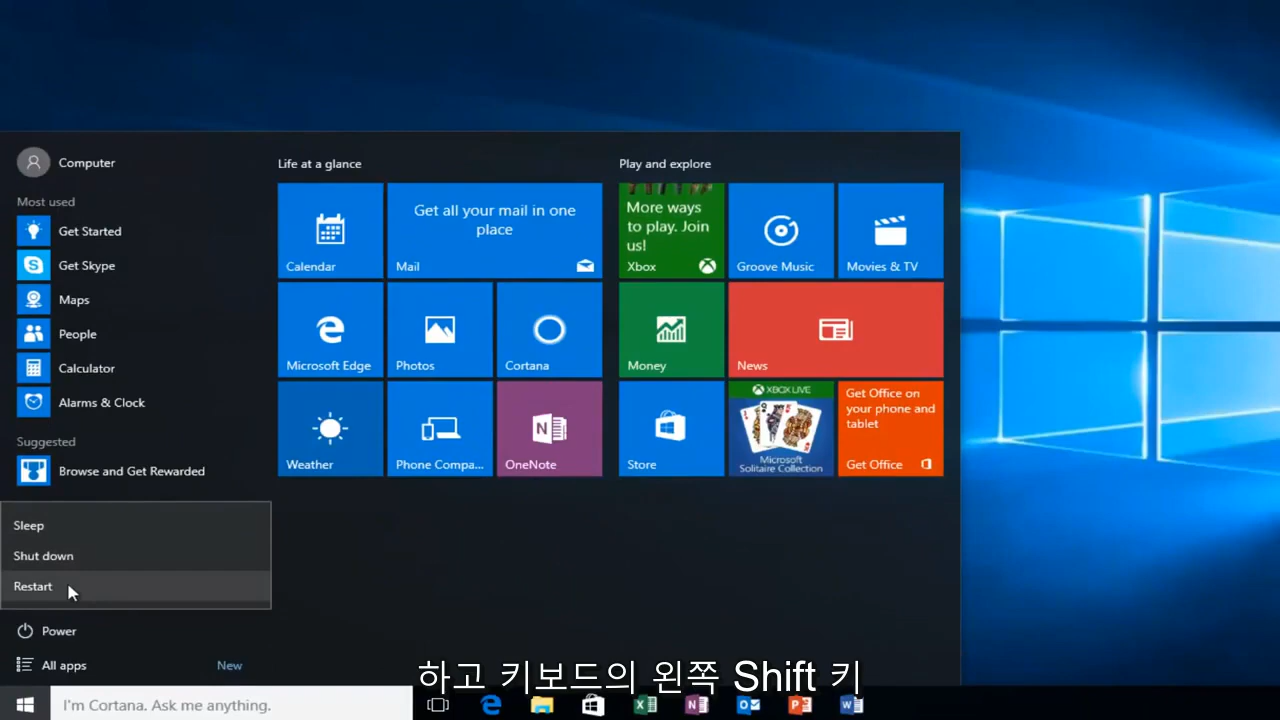 Computer
Most used
Get Started
Get Skype
Maps
People
Calculator
Alarms & Clock
Suggested
Browse and Get Rewarded
Sleep
Shut down
Restart
Power
All apps New
I'm Cortana. Ask me anything.
Life at a glance
Calendar
Get all your mail in one
place
Mail
Microsoft Edge
Photos
Cortana
Weather
Phone Compa...
OneNote
Play and explore
More ways
to play. Join
us!
Xbox
Groove Music
Movies & TV
Money
News
Store
XBOX LIVE
Microsoft
Solitaire Collection
Get Office on
your phone and
tablet
Get Office
하고 키보드의 왼쪽 Shift 키